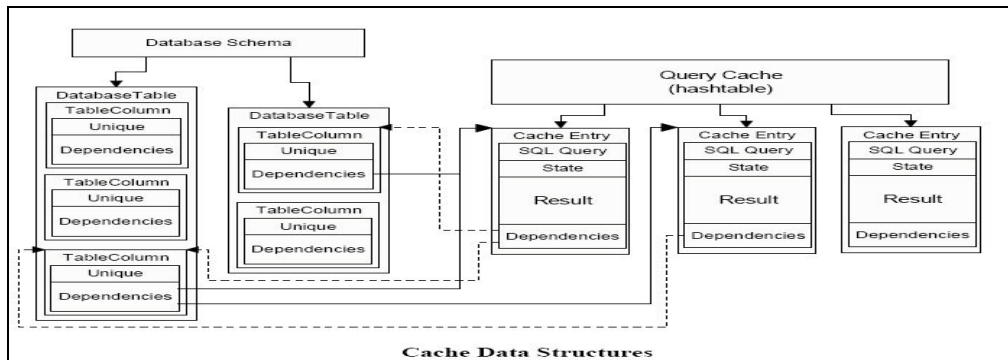 Database Schema
DatabaseTable
TableColumn
Unique
Dependencies
TableColumn
Unique
Dependencies
TableColumn
Unique
Dependencies
DatabaseTable
TableColumn
Unique
Dependencies
TableColumn
Unique
Dependencies
Query Cache
(hashtable)
Cache Entry
SQL Query
State
Result
Dependencies
Cache Entry
SQL Query
State
Result
Dependencies
Cache Entry
SQL Query
State
Result
Dependencies
Cache Data Structures